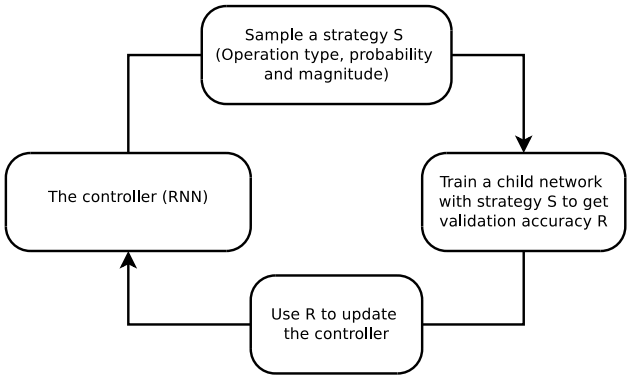 Sample a strategy S
(Operation type, probability
and magnitude)
The controller (RNN)
Train a child network
with strategy S to get
validation accuracy R
Use R to update
the controller